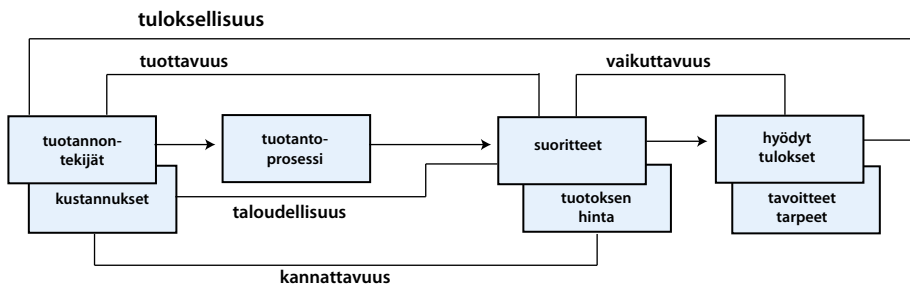 tuloksellisuus
tuottavuus
vaikuttavuus
tuotannon-
tekijät
tuotanto-
prosessi
suoritteet
hyödyt
tulokset
kustannukset
taloudellisuus
tuotoksen
hinta
tavoitteet
tarpeet
kannattavuus